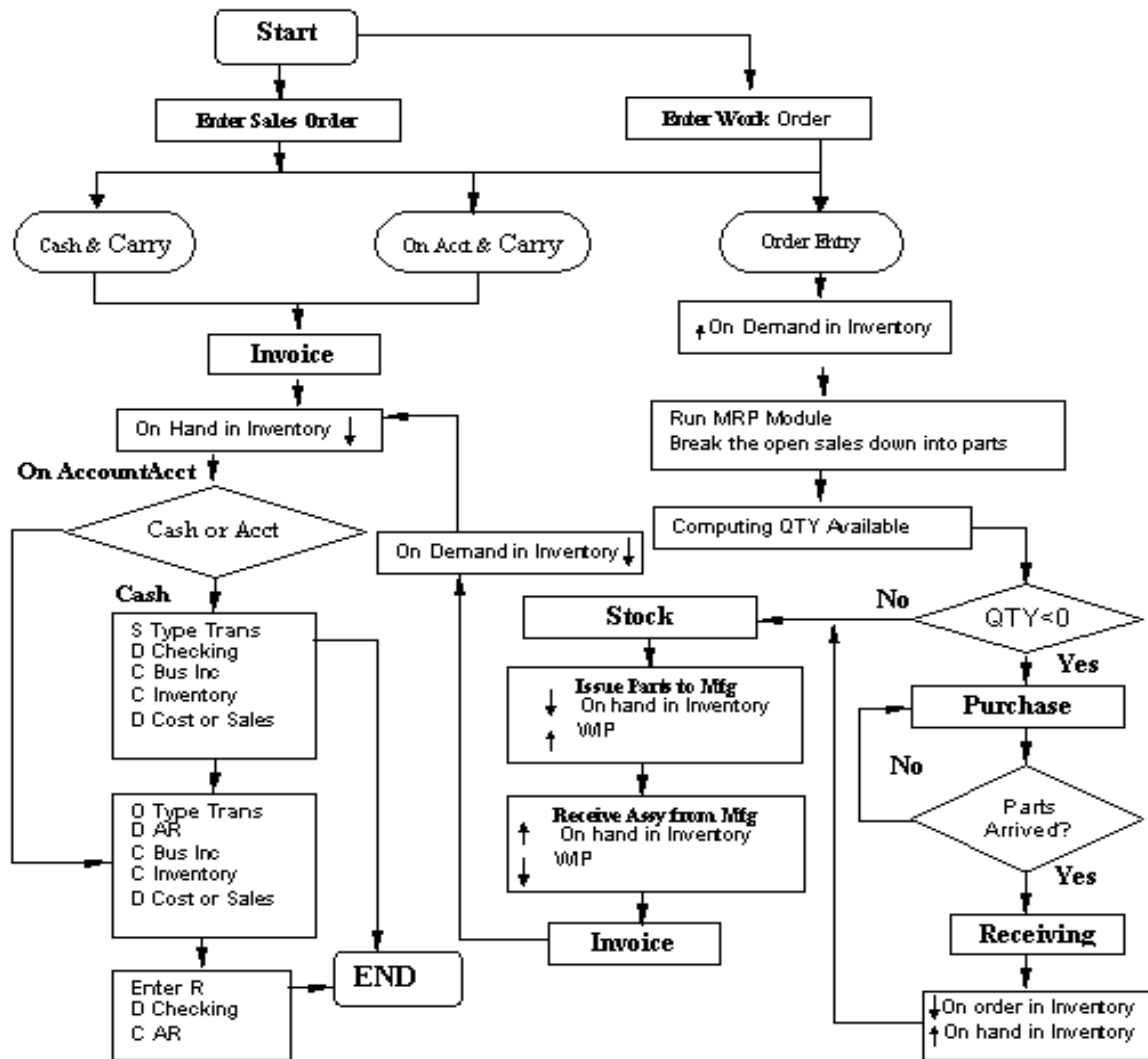 Start
Enter Sales Order
Enter Work Order
Cash & Carry
On Acct & Carry
Order Entry
On Demand in Inventory
Invoice
Run MRP Module
Break the open sales down into parts
On Hand in Inventory
On AccountAcct
Cash or Acct
Computing QTY Available
On Demand in Inventory
Cash
No
QTY<0
Stock
Yes
S Type Trans
D Checking
C Bus Inc
C Inventory
D Cost or Sales
Issue Parts to Mfg
On hand in Inventory
WIP
Purchase
No
Parts
Arrived?
O Type Trans
D AR
C Bus Inc
C Inventory
D Cost or Sales
Receive Assy from Mfg
On hand in Inventory
WIP
Yes
Receiving
Invoice
END
Enter R
D Checking
C AR
On order in Inventory
On hand in Inventory